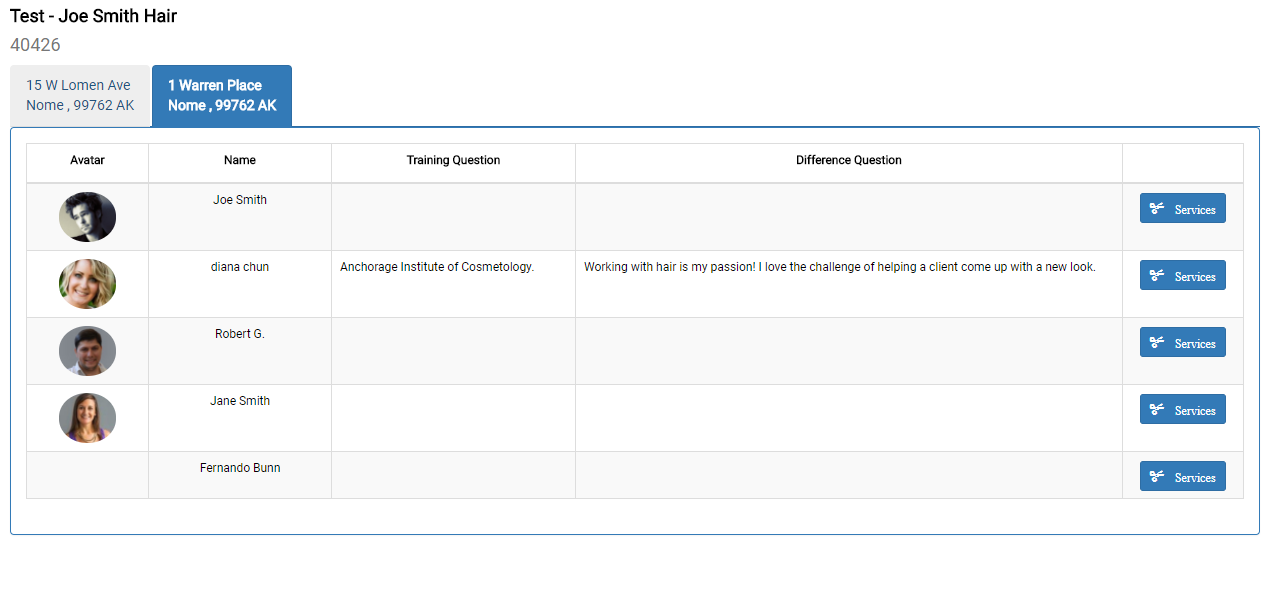 Test - Joe Smith Hair
40426
15 W Lomen Ave
Nome , 99762 AK
1 Warren Place
Nome , 99762 AK
Avatar Name Training Question Difference Question
Joe Smith Services
diana chun Anchorage Institute of Cosmetology. Working with hair is my passion! I love the challenge of helping a client come up with a new look. Services
Robert G. Services
Jane Smith Services
Fernando Bunn Services